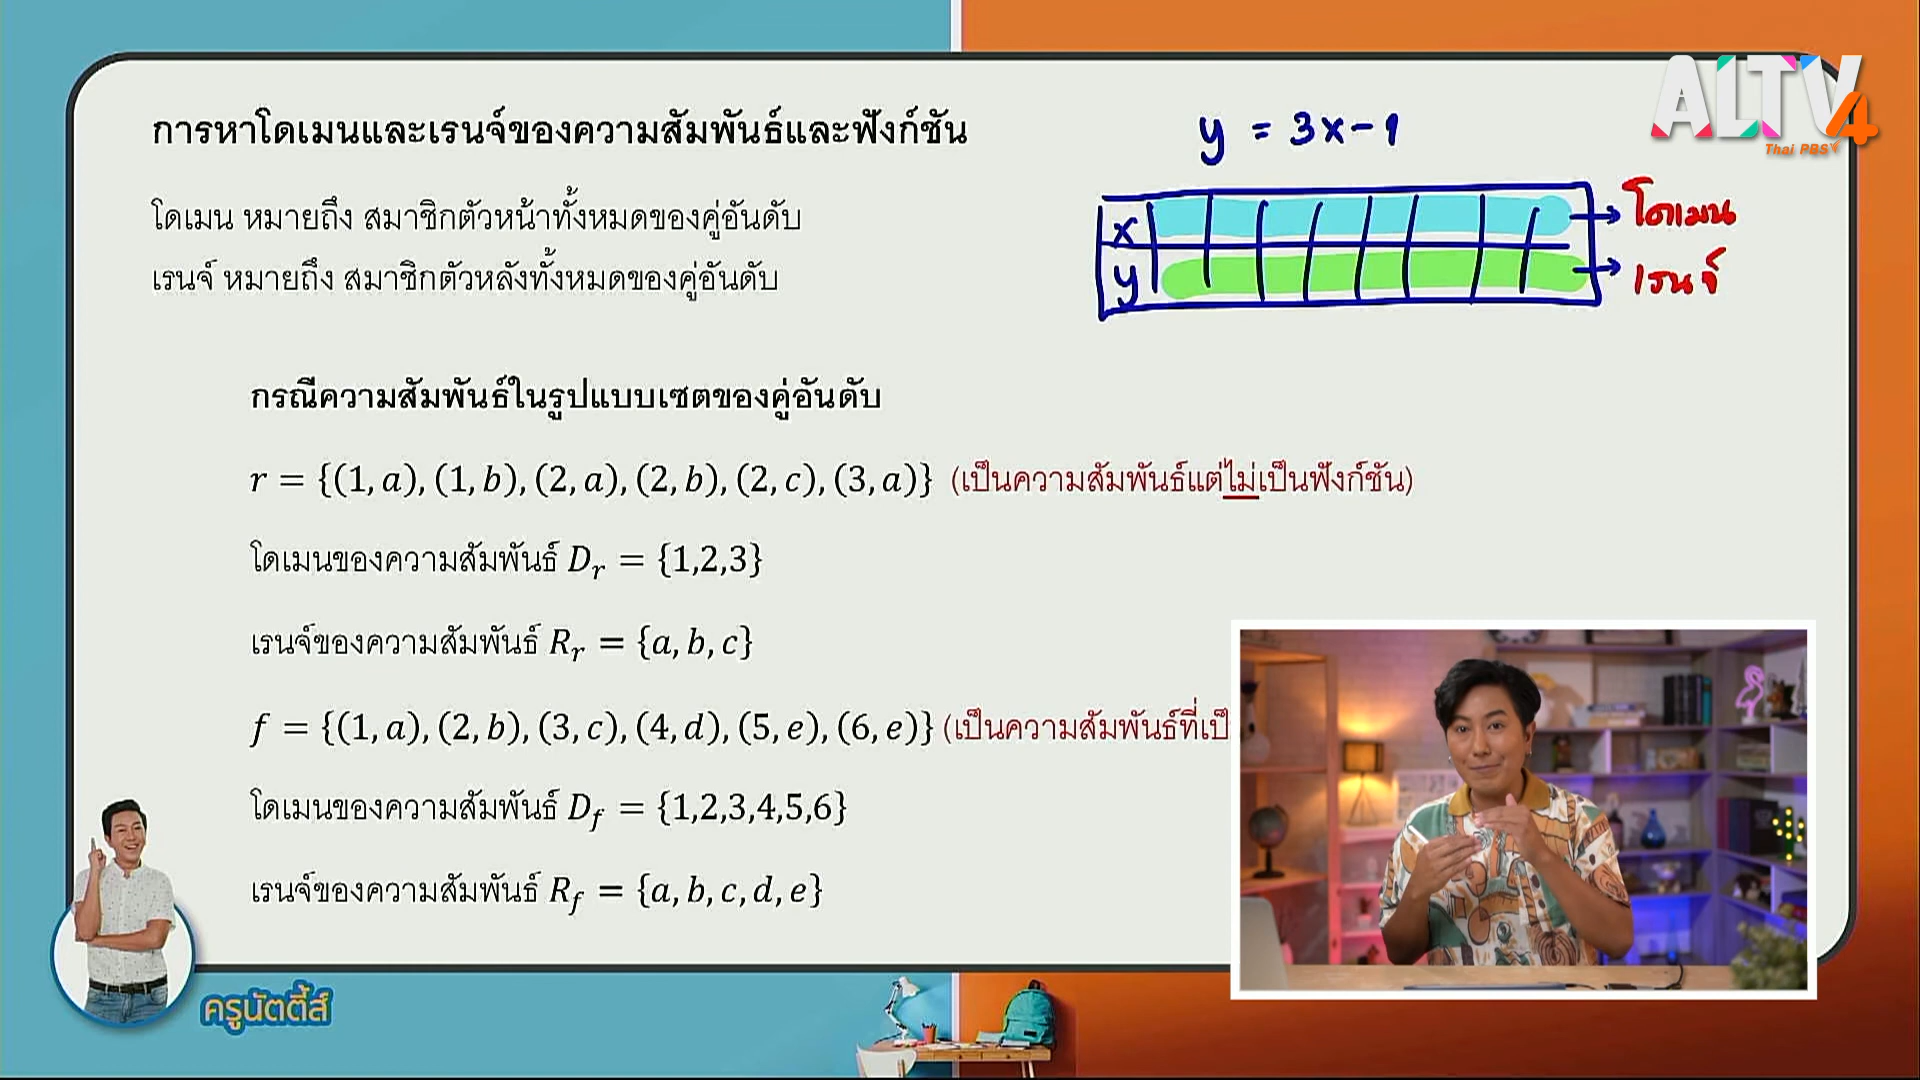 ALTV4
Thai PBS
การหาโดเมนและเรนจ์ของความสัมพันธ์และฟังก์ชัน
y = 3x-1
โดเมน หมายถึง สมาชิกตัวหน้าทั้งหมดของคู่อันดับ
x
โดเมน
เรนจ์ หมายถึง สมาชิกตัวหลังทั้งหมดของคู่อันดับ
y
เรนจ์
กรณีความสัมพันธ์ในรูปแบบเซตของคู่อันดับ
r = {(1, a), (1, b), (2, a), (2, b), (2, c), (3, a)} (เป็นความสัมพันธ์แต่ไม่เป็นฟังก์ชัน)
โดเมนของความสัมพันธ์ Dᵣ = {1,2,3}
เรนจ์ของความสัมพันธ์ Rᵣ = {a, b, c}
f = {(1, a), (2, b), (3, c), (4, d), (5, e), (6, e)} (เป็นความสัมพันธ์ที่เป็
โดเมนของความสัมพันธ์ D_f = {1,2,3,4,5,6}
เรนจ์ของความสัมพันธ์ R_f = {a, b, c, d, e}
ครูนัตตี้ส์